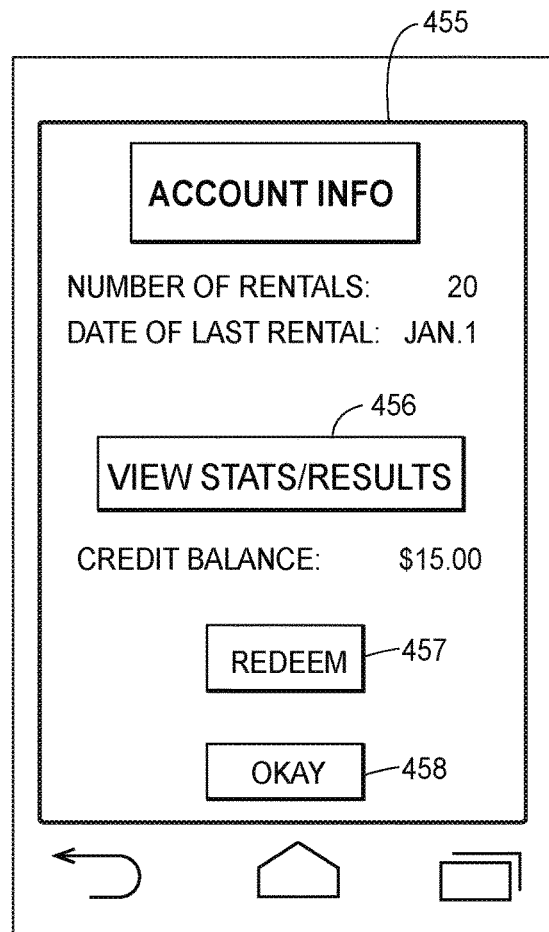 455
ACCOUNT INFO
NUMBER OF RENTALS: 20
DATE OF LAST RENTAL: JAN.1
456
VIEW STATS/RESULTS
CREDIT BALANCE: $15.00
REDEEM 457
OKAY 458